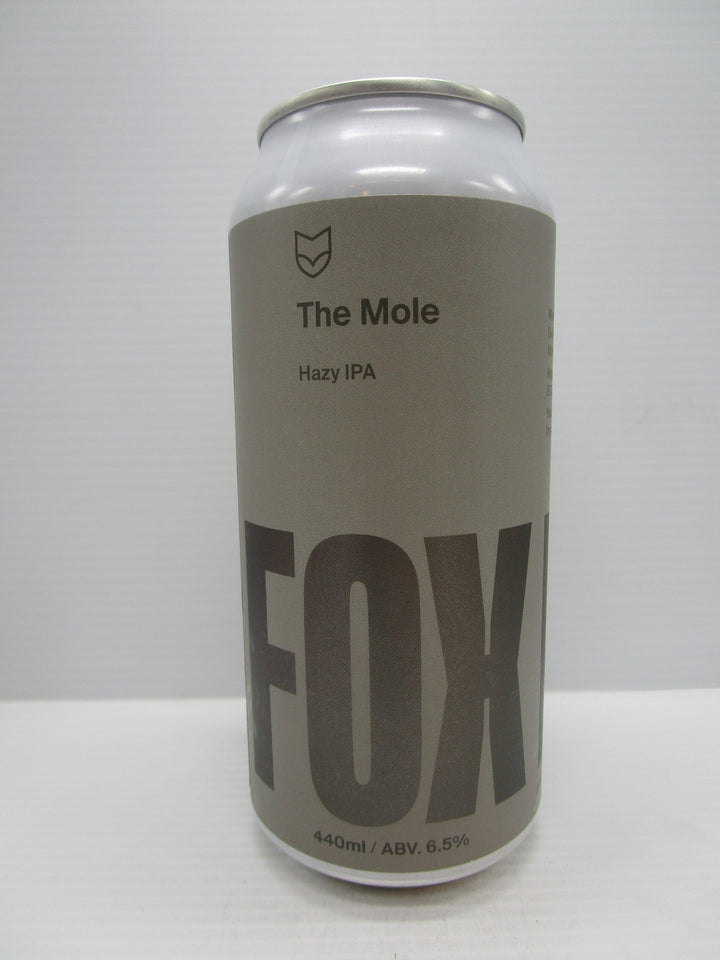 The Mole
Hazy IPA
FOX
440ml / ABV. 6.5%